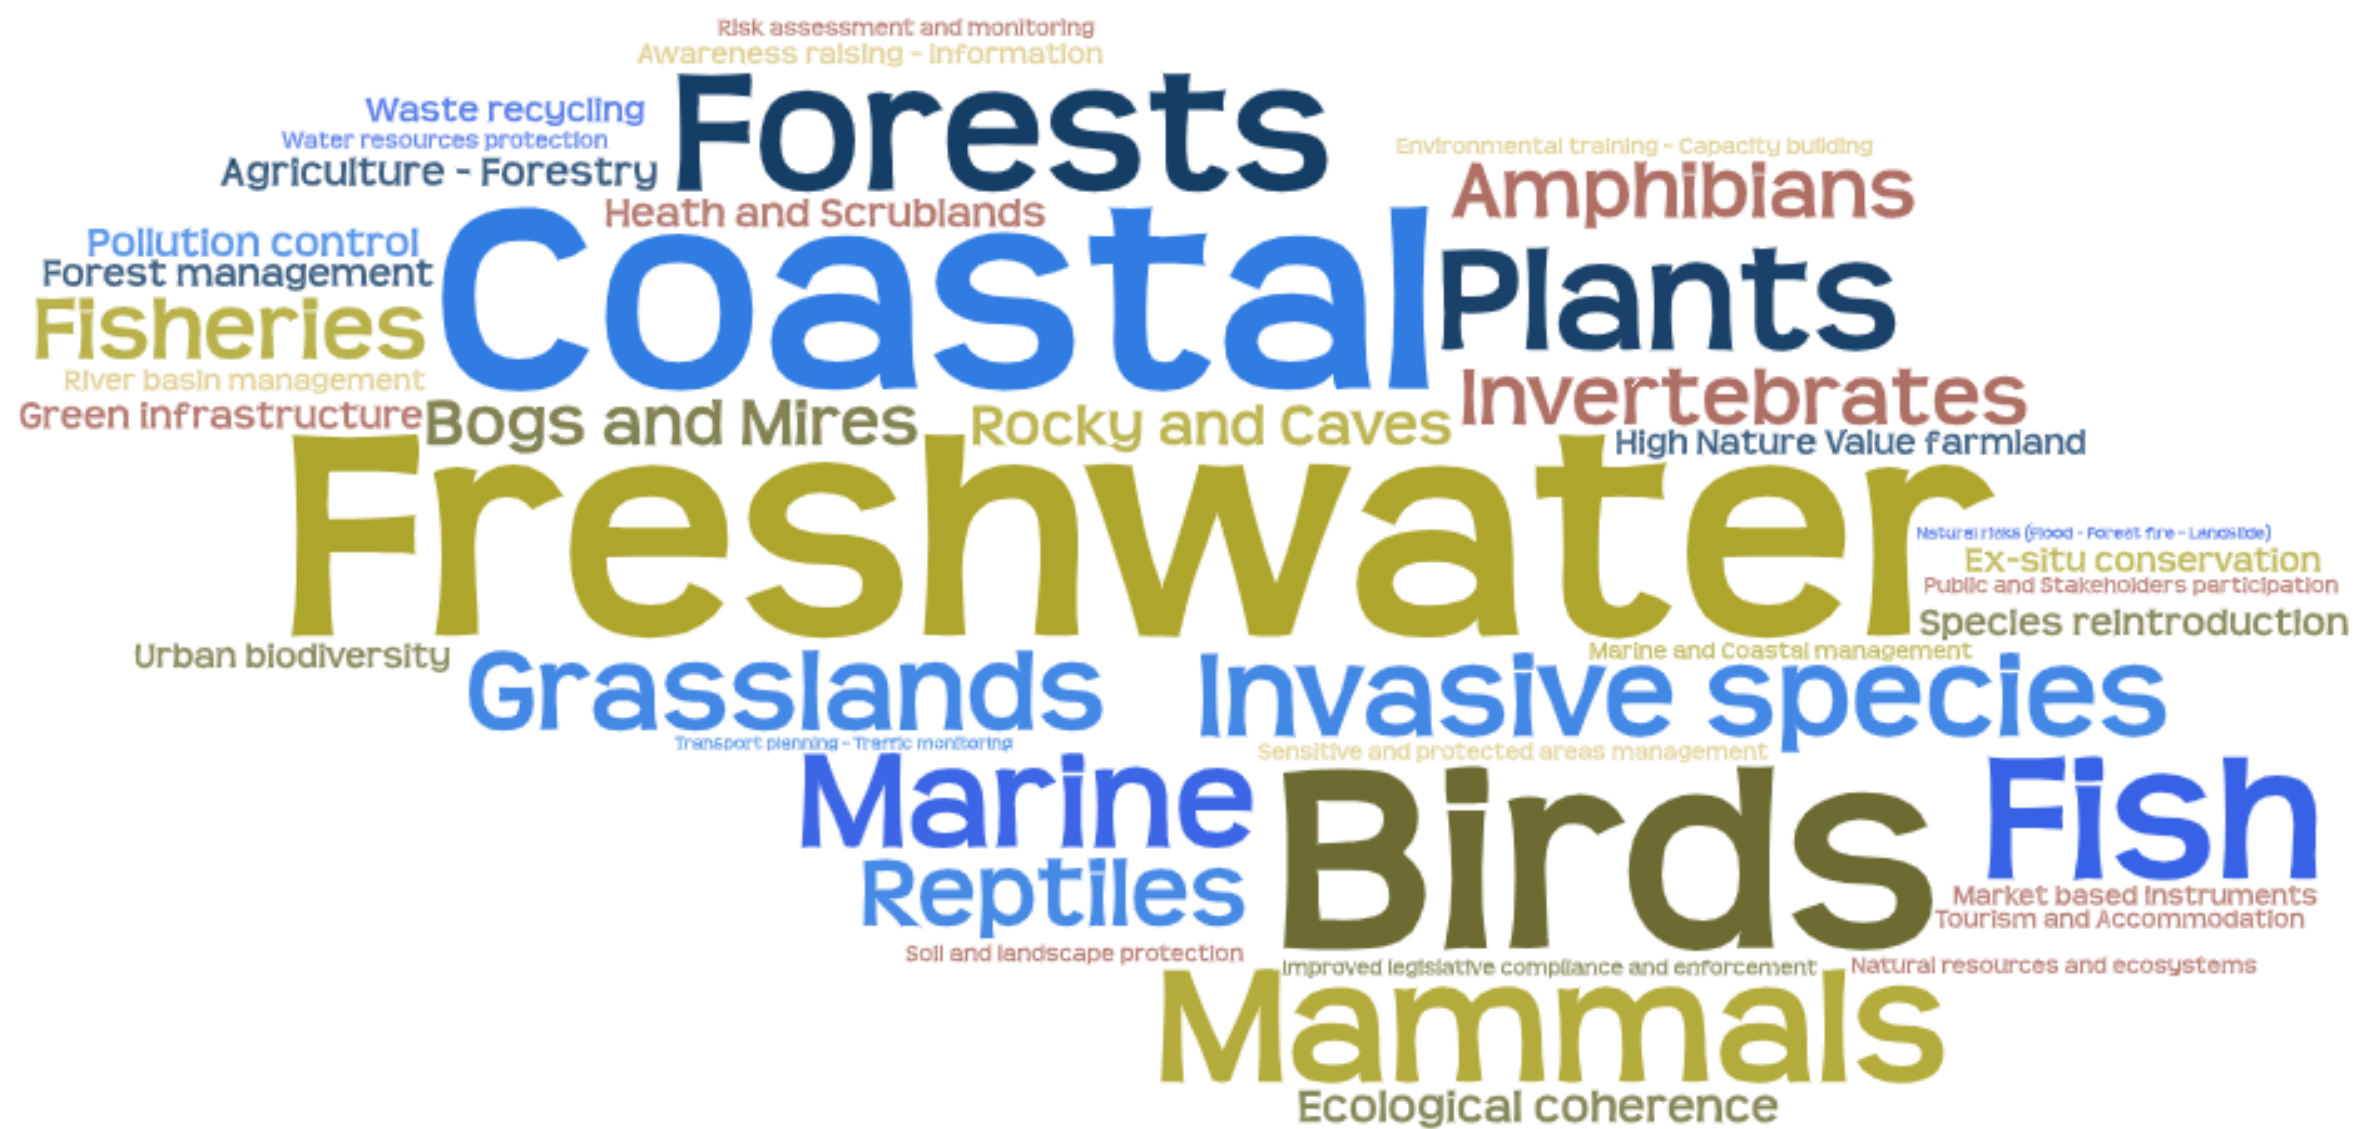 Risk assessment and monitoring
Awareness raising - Information
Forests
Waste recycling
Water resources protection
Agriculture - Forestry
Environmental training - Capacity building
Amphibians
Heath and Scrublands
Coastal
Pollution control
Forest management
Plants
Fisheries
River basin management
Green infrastructure
Invertebrates
Bogs and Mires
Rocky and Caves
High Nature Value farmland
Freshwater
Natural risks (Flood - Forest fire - Landslide)
Ex-situ conservation
Public and Stakeholders participation
Species reintroduction
Urban biodiversity
Marine and Coastal management
Grasslands
Invasive species
Transport planning - Traffic monitoring
Sensitive and protected areas management
Marine
Birds
Fish
Reptiles
Market based instruments
Tourism and Accommodation
Soil and landscape protection
Improved legislative compliance and enforcement
Natural resources and ecosystems
Mammals
Ecological coherence